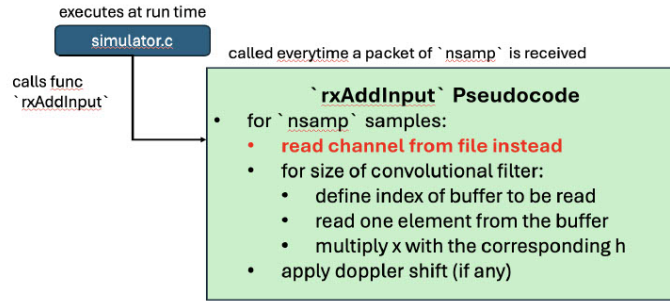 executes at run time
simulator.c
called everytime a packet of `nsamp` is received
calls func
`rxAddInput`
`rxAddInput` Pseudocode
• for `nsamp` samples:
• read channel from file instead
• for size of convolutional filter:
• define index of buffer to be read
• read one element from the buffer
• multiply x with the corresponding h
• apply doppler shift (if any)